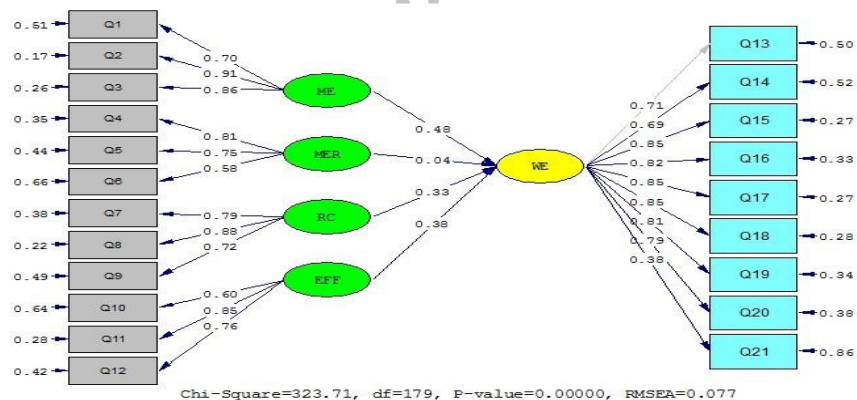 0.51 Q1
0.17 Q2
0.26 Q3
0.35 Q4
0.44 Q5
0.66 Q6
0.38 Q7
0.22 Q8
0.49 Q9
0.64 Q10
0.28 Q11
0.42 Q12
0.70
0.91
0.86
0.81
0.75
0.58
0.79
0.88
0.72
0.60
0.85
0.76
ME
MER
RC
EFF
0.48
0.04
0.33
0.38
WE
0.71
0.69
0.85
0.82
0.85
0.85
0.81
0.79
0.38
Q13 0.50
Q14 0.52
Q15 0.27
Q16 0.33
Q17 0.27
Q18 0.28
Q19 0.34
Q20 0.38
Q21 0.86
Chi-Square=323.71, df=179, P-value=0.00000, RMSEA=0.077